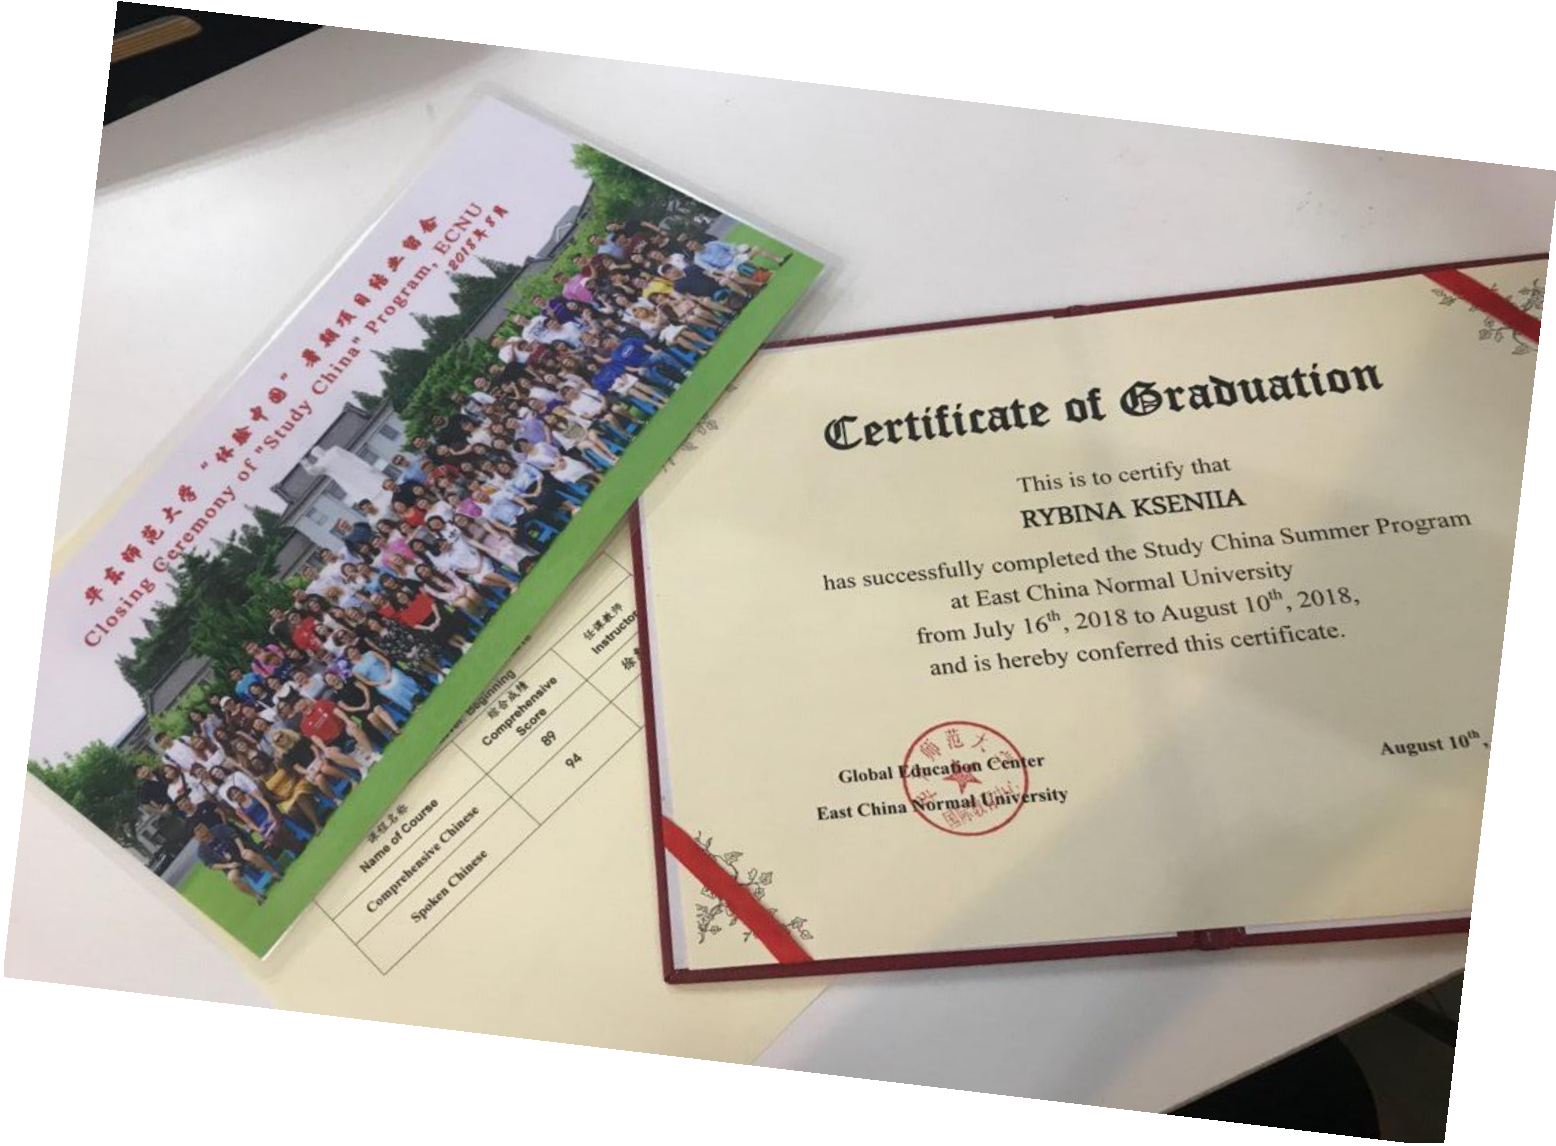 华东师范大学“体验中国”暑期项目结业留念
2018年8月
Closing Ceremony of "Study China" Program, ECNU
Beginning
课程名称
Name of Course
综合成绩
Comprehensive
Score
任课教师
Instructor
Comprehensive Chinese
89
徐
Spoken Chinese
94
Certificate of Graduation
This is to certify that
RYBINA KSENIIA
has successfully completed the Study China Summer Program
at East China Normal University
from July 16th, 2018 to August 10th, 2018,
and is hereby conferred this certificate.
Global Education Center
East China Normal University
师范大学
August 10th,